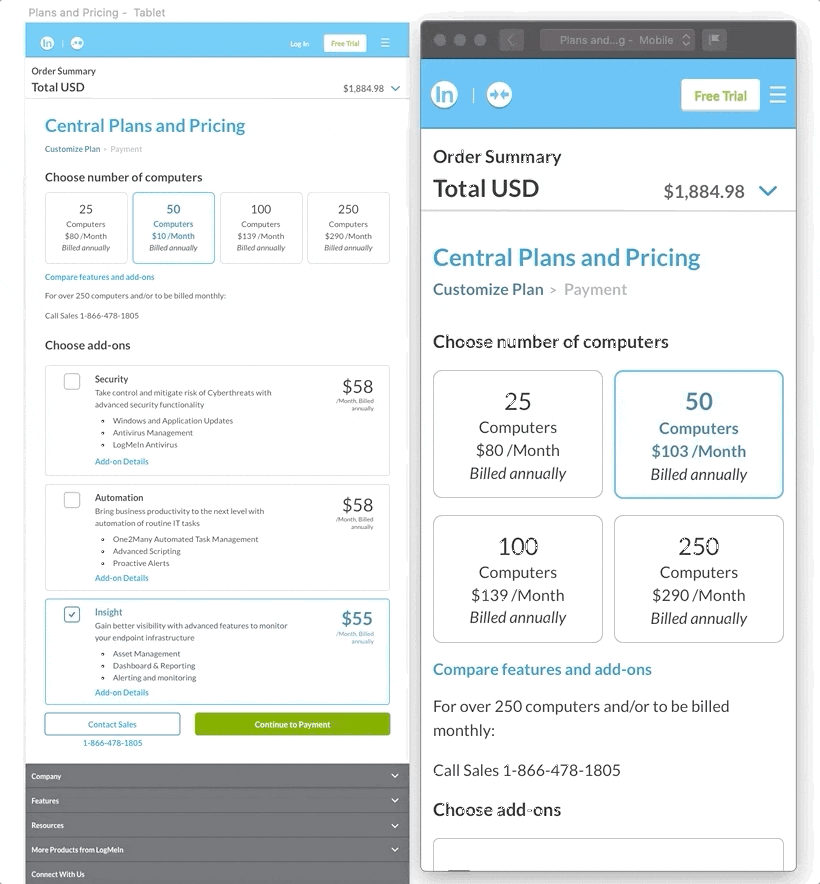 Plans and Pricing - Tablet
in
Log In
Free Trial
Order Summary
Total USD
$1,884.98
Central Plans and Pricing
Customize Plan > Payment
Choose number of computers
25
Computers
$80 /Month
Billed annually
50
Computers
$10 /Month
Billed annually
100
Computers
$139 /Month
Billed annually
250
Computers
$290 /Month
Billed annually
Compare features and add-ons
For over 250 computers and/or to be billed monthly:
Call Sales 1-866-478-1805
Choose add-ons
Security
$58
Take control and mitigate risk of Cyberthreats with
advanced security functionality
/Month, Billed
annually
Windows and Application Updates
Antivirus Management
LogMeIn Antivirus
Add-on Details
Automation
$58
Bring business productivity to the next level with
automation of routine IT tasks
/Month, Billed
annually
One2Many Automated Task Management
Advanced Scripting
Proactive Alerts
Add-on Details
Insight
$55
Gain better visibility with advanced features to monitor
your endpoint infrastructure
/Month, Billed
annually
Asset Management
Dashboard & Reporting
Alerting and monitoring
Add-on Details
Contact Sales
Continue to Payment
1-866-478-1805
Company
Features
Resources
More Products from LogMeIn
Connect With Us
Plans and...g - Mobile
in
Free Trial
Order Summary
Total USD
$1,884.98
Central Plans and Pricing
Customize Plan > Payment
Choose number of computers
25
Computers
$80 /Month
Billed annually
50
Computers
$103 /Month
Billed annually
100
Computers
$139 /Month
Billed annually
250
Computers
$290 /Month
Billed annually
Compare features and add-ons
For over 250 computers and/or to be billed
monthly:
Call Sales 1-866-478-1805
Choose add-ons